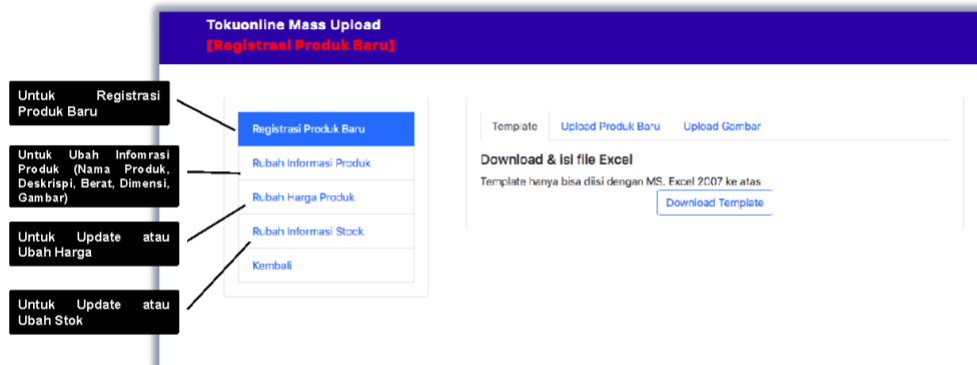 Tokuonline Mass Upload
[Registrasi Produk Baru]
Untuk Registrasi
Produk Baru
Untuk Ubah Infomrasi
Produk (Nama Produk,
Deskrispi, Berat, Dimensi,
Gambar)
Untuk Update atau
Ubah Harga
Untuk Update atau
Ubah Stok
Registrasi Produk Baru
Rubah Informasi Produk
Rubah Harga Produk
Rubah Informasi Stock
Kembali
Template Upload Produk Baru Upload Gambar
Download & isi file Excel
Template hanya bisa diisi dengan MS. Excel 2007 ke atas
Download Template